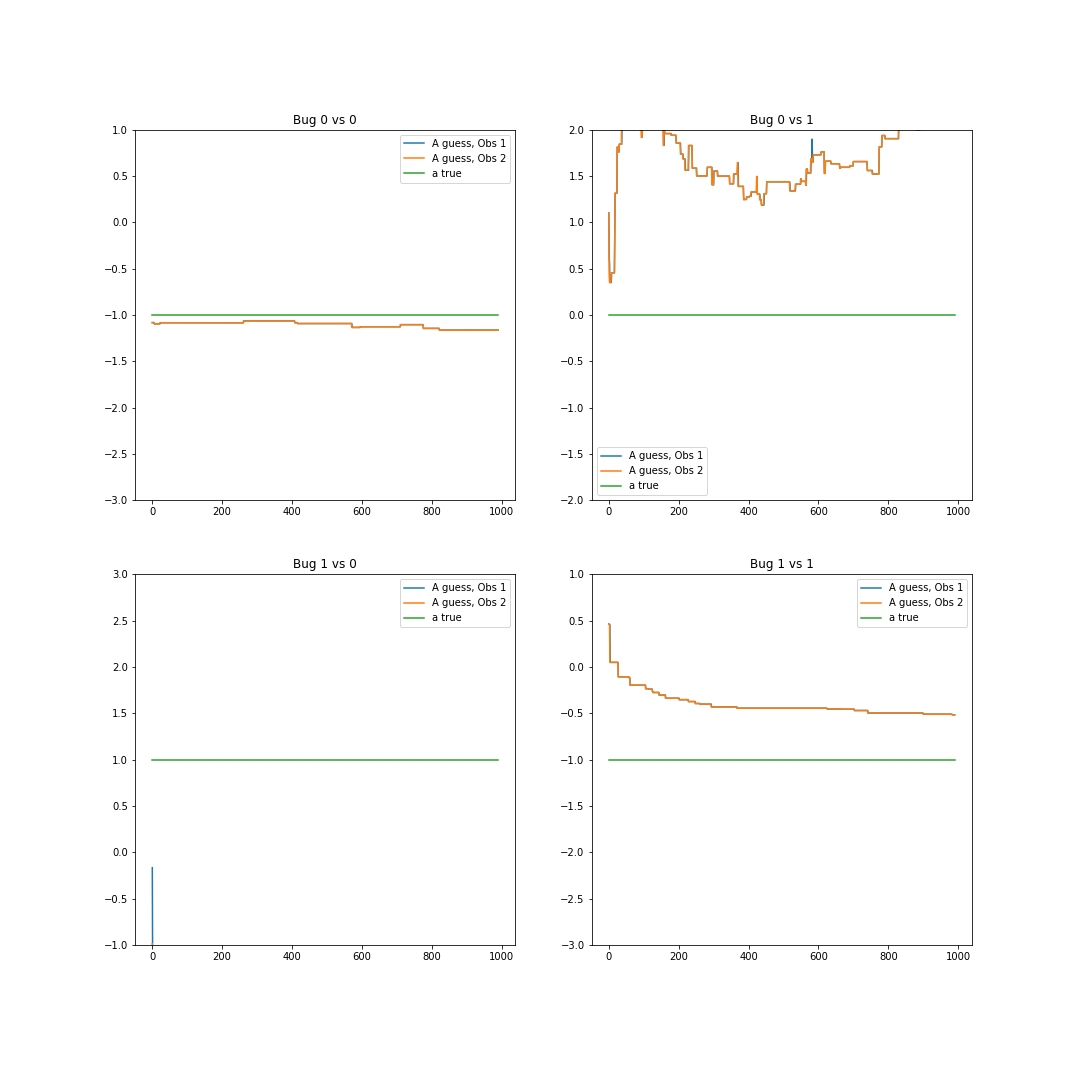 Bug 0 vs 0
1.0
0.5
0.0
−0.5
−1.0
−1.5
−2.0
−2.5
−3.0
0 200 400 600 800 1000
A guess, Obs 1
A guess, Obs 2
a true
Bug 0 vs 1
2.0
1.5
1.0
0.5
0.0
−0.5
−1.0
−1.5
−2.0
0 200 400 600 800 1000
A guess, Obs 1
A guess, Obs 2
a true
Bug 1 vs 0
3.0
2.5
2.0
1.5
1.0
0.5
0.0
−0.5
−1.0
0 200 400 600 800 1000
A guess, Obs 1
A guess, Obs 2
a true
Bug 1 vs 1
1.0
0.5
0.0
−0.5
−1.0
−1.5
−2.0
−2.5
−3.0
0 200 400 600 800 1000
A guess, Obs 1
A guess, Obs 2
a true